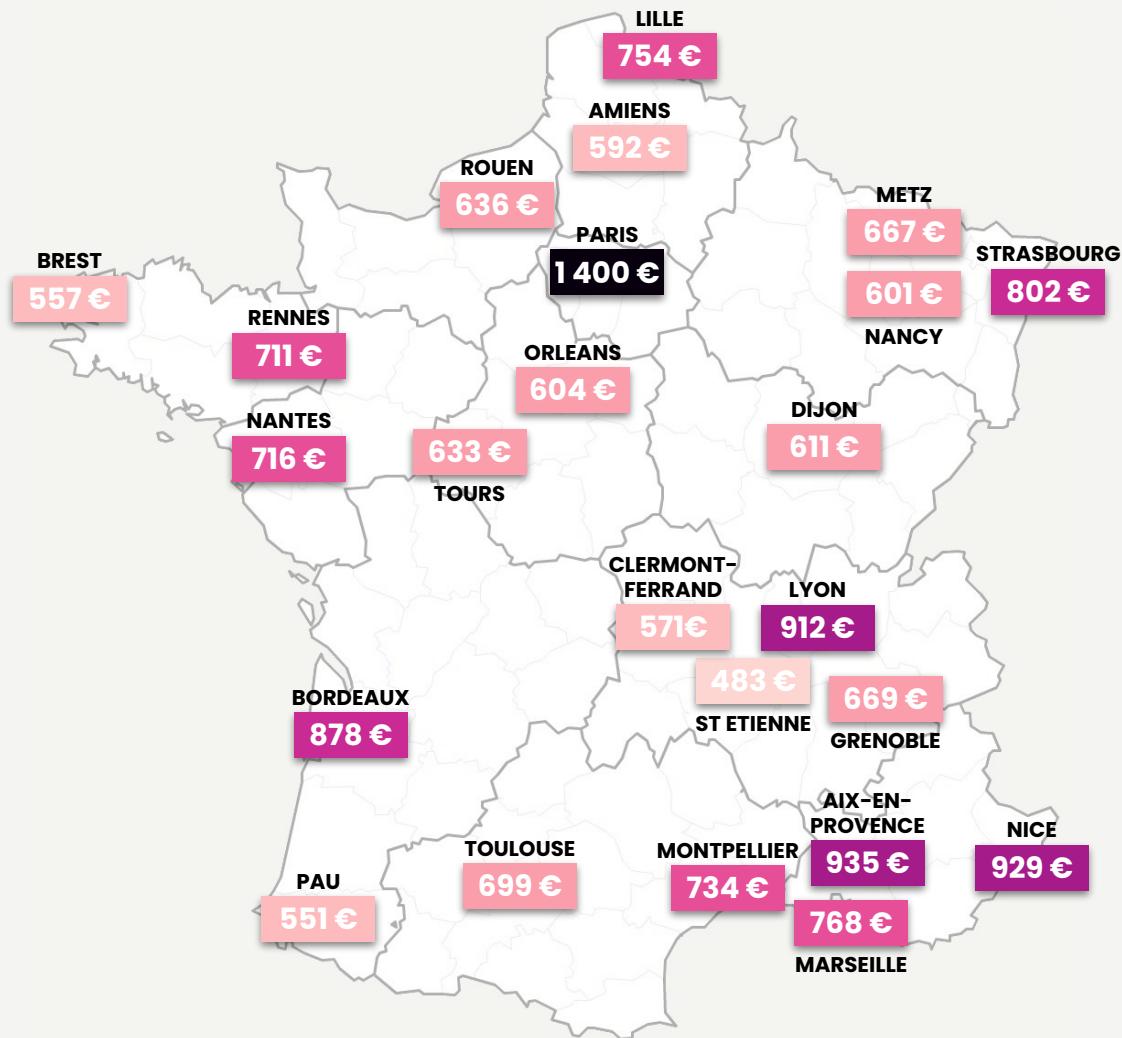 LILLE
754 €
AMIENS
592 €
ROUEN
636 €
PARIS
1 400 €
METZ
667 €
STRASBOURG
802 €
601 €
NANCY
BREST
557 €
RENNES
711 €
ORLEANS
604 €
NANTES
716 €
633 €
TOURS
DIJON
611 €
CLERMONT-
FERRAND
571€
LYON
912 €
483 €
ST ETIENNE
669 €
GRENOBLE
BORDEAUX
878 €
AIX-EN-
PROVENCE
935 €
NICE
929 €
TOULOUSE
699 €
MONTPELLIER
734 €
PAU
551 €
768 €
MARSEILLE